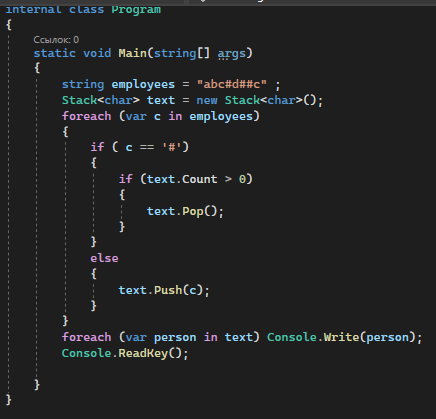 internal class Program
{
Ссылок: 0
static void Main(string[] args)
{
string employees = "abc#d##c" ;
Stack<char> text = new Stack<char>();
foreach (var c in employees)
{
if ( c == '#')
{
if (text.Count > 0)
{
text.Pop();
}
}
else
{
text.Push(c);
}
}
foreach (var person in text) Console.Write(person);
Console.ReadKey();
}
}